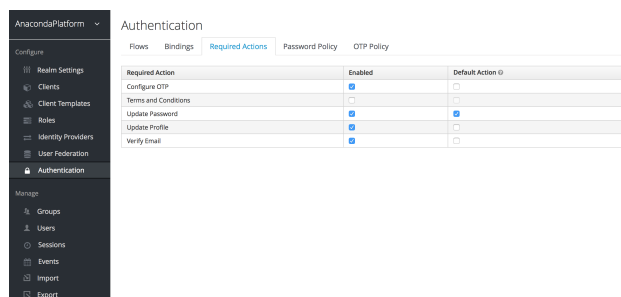 AnacondaPlatform
Configure
Realm Settings
Clients
Client Templates
Roles
Identity Providers
User Federation
Authentication
Manage
Groups
Users
Sessions
Events
Import
Export
Authentication
Flows Bindings Required Actions Password Policy OTP Policy
Required Action Enabled Default Action
Configure OTP
Terms and Conditions
Update Password
Update Profile
Verify Email